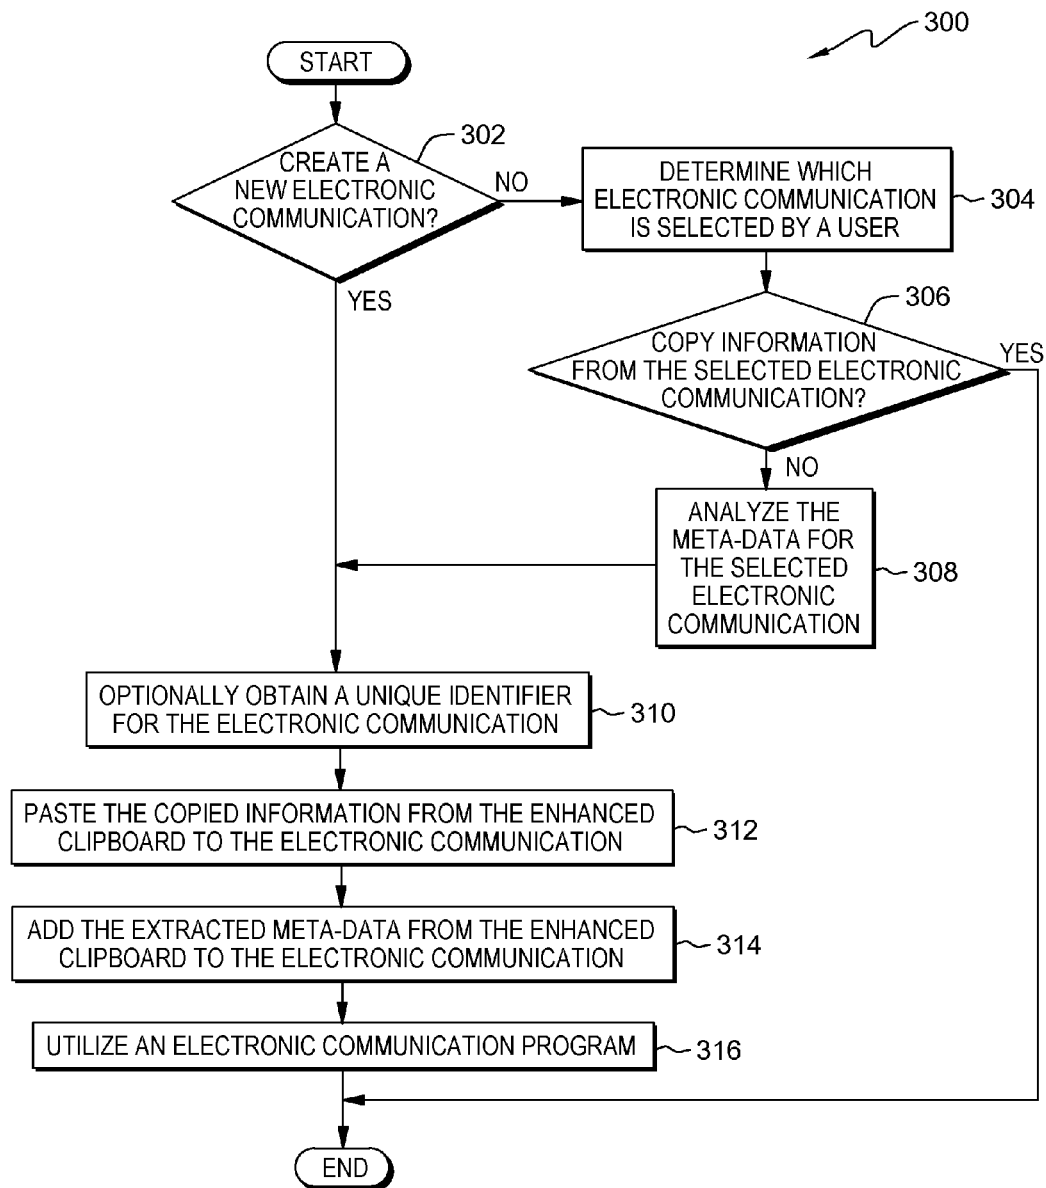 300
START
302
CREATE A
NEW ELECTRONIC
COMMUNICATION?
NO
YES
DETERMINE WHICH
ELECTRONIC COMMUNICATION
IS SELECTED BY A USER
304
306
COPY INFORMATION
FROM THE SELECTED ELECTRONIC
COMMUNICATION?
YES
NO
ANALYZE THE
META-DATA FOR
THE SELECTED
ELECTRONIC
COMMUNICATION
308
OPTIONALLY OBTAIN A UNIQUE IDENTIFIER
FOR THE ELECTRONIC COMMUNICATION
310
PASTE THE COPIED INFORMATION FROM THE ENHANCED
CLIPBOARD TO THE ELECTRONIC COMMUNICATION
312
ADD THE EXTRACTED META-DATA FROM THE ENHANCED
CLIPBOARD TO THE ELECTRONIC COMMUNICATION
314
UTILIZE AN ELECTRONIC COMMUNICATION PROGRAM
316
END